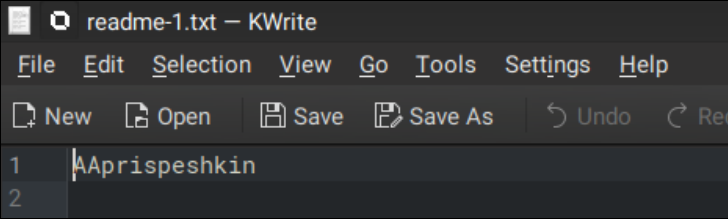 readme-1.txt — KWrite
File Edit Selection View Go Tools Settings Help
New Open Save Save As Undo
1 AAprispeshkin
2